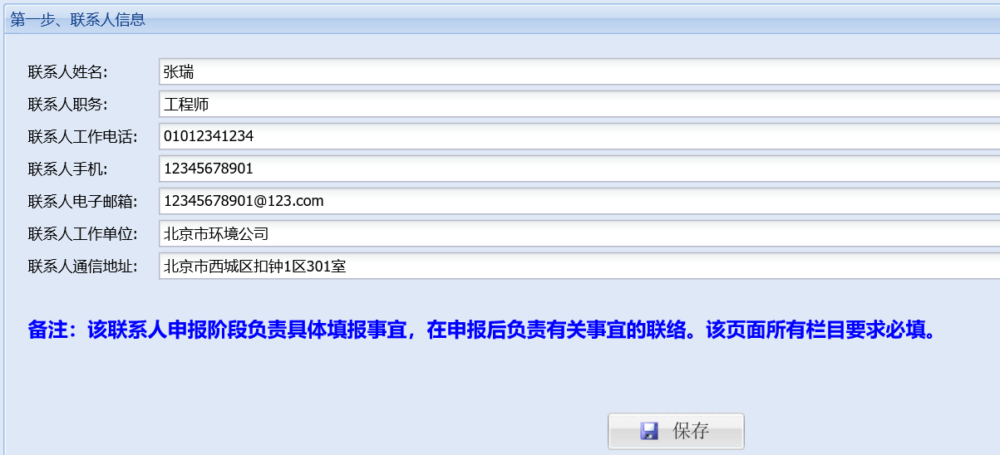 第一步、联系人信息
联系人姓名: 张瑞
联系人职务: 工程师
联系人工作电话: 01012341234
联系人手机: 12345678901
联系人电子邮箱: 12345678901@123.com
联系人工作单位: 北京市环境公司
联系人通信地址: 北京市西城区扣钟1区301室
备注：该联系人申报阶段负责具体填报事宜，在申报后负责有关事宜的联络。该页面所有栏目要求必填。
保存